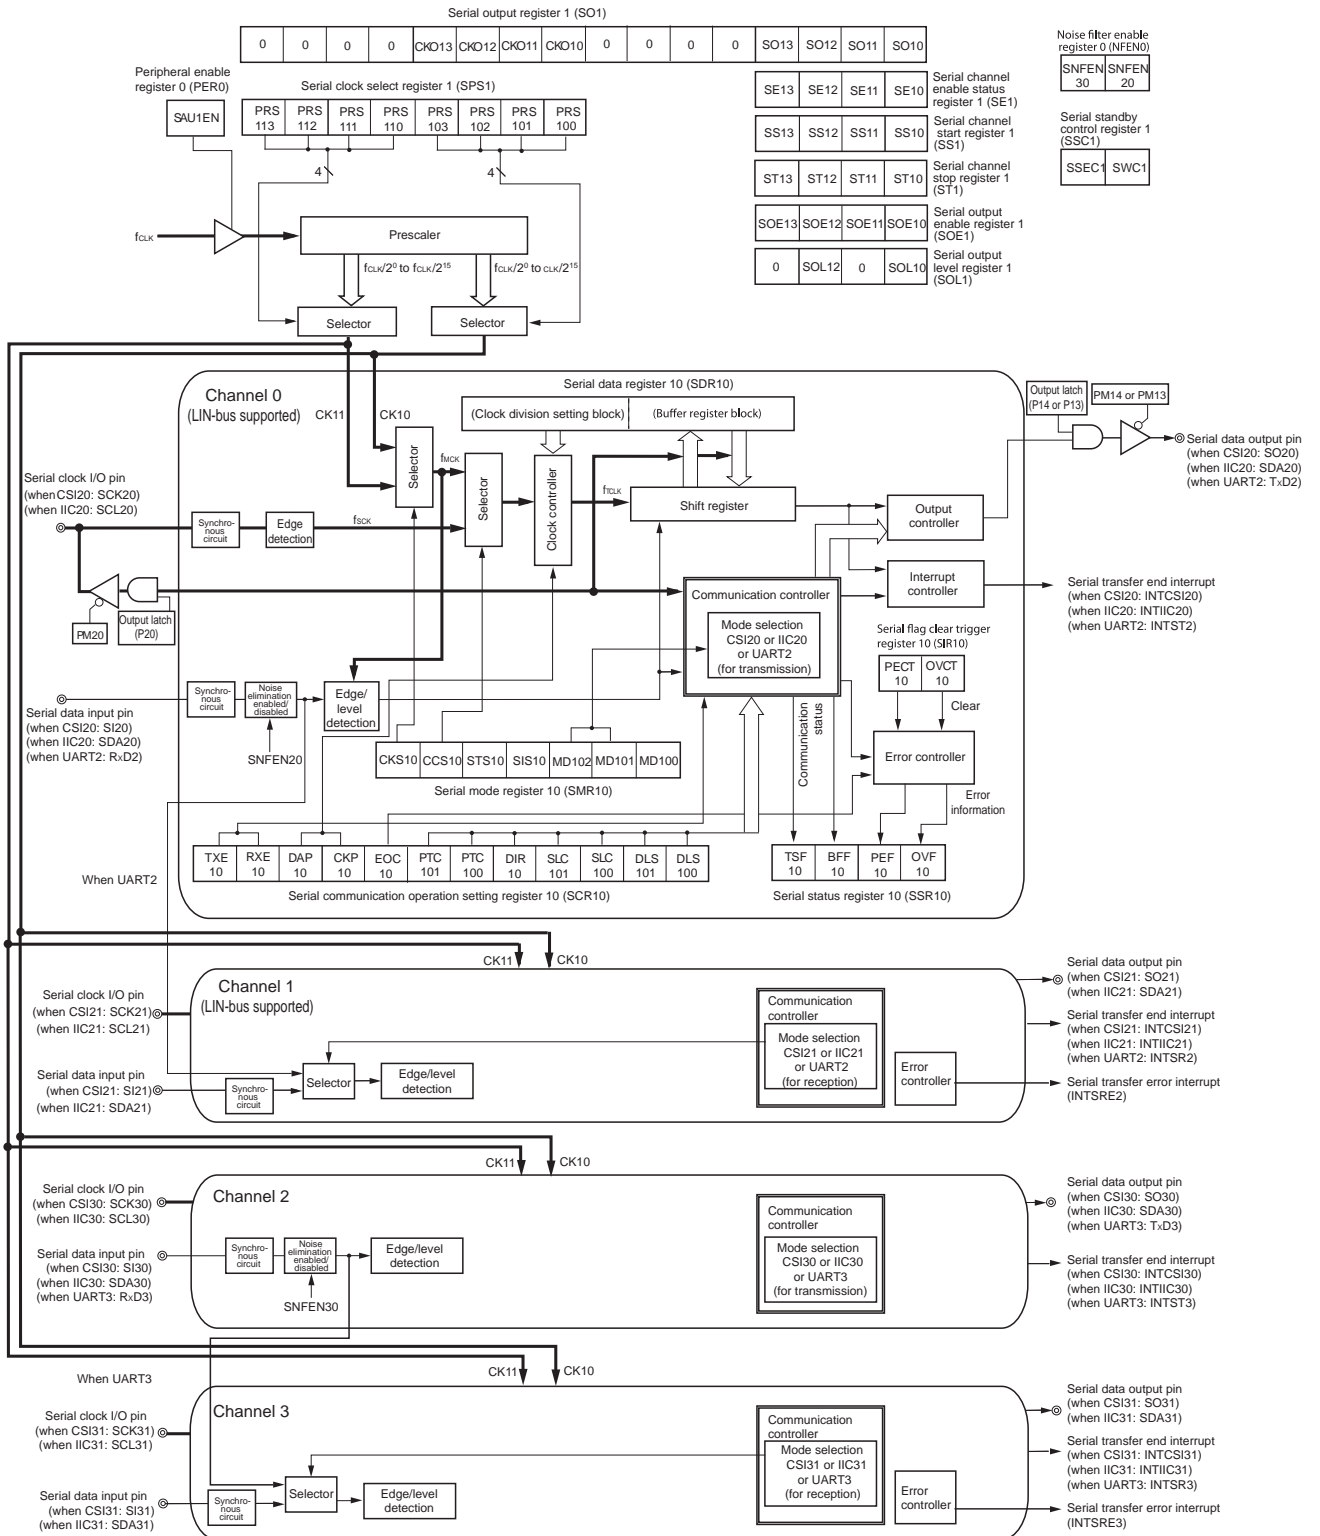 Serial output register 1 (SO1)
0 0 0 0 CKO13 CKO12 CKO11 CKO10 0 0 0 0 SO13 SO12 SO11 SO10
Noise filter enable
register 0 (NFEN0)
SNFEN 30 SNFEN 20
Peripheral enable
register 0 (PER0)
SAU1EN
Serial clock select register 1 (SPS1)
PRS 113 PRS 112 PRS 111 PRS 110 PRS 103 PRS 102 PRS 101 PRS 100
4 4
SE13 SE12 SE11 SE10
Serial channel
enable status
register 1 (SE1)
SS13 SS12 SS11 SS10
Serial channel
start register 1
(SS1)
ST13 ST12 ST11 ST10
Serial channel
stop register 1
(ST1)
SOE13 SOE12 SOE11 SOE10
Serial output
enable register 1
(SOE1)
0 SOL12 0 SOL10
Serial output
level register 1
(SOL1)
Serial standby
control register 1
(SSC1)
SSEC1 SWC1
fCLK
Prescaler
fCLK/2⁰ to fCLK/2¹⁵
fCLK/2⁰ to CLK/2¹⁵
Selector
Selector
Channel 0
(LIN-bus supported)
CK11
CK10
Serial data register 10 (SDR10)
(Clock division setting block)
(Buffer register block)
Selector
fMCK
Selector
Clock controller
fTCLK
Shift register
Output
controller
Interrupt
controller
Output latch
(P14 or P13)
PM14 or PM13
Serial data output pin
(when CSI20: SO20)
(when IIC20: SDA20)
(when UART2: TxD2)
Serial clock I/O pin
(when CSI20: SCK20)
(when IIC20: SCL20)
Synchro-
nous
circuit
Edge
detection
fSCK
PM20
Output latch
(P20)
Communication controller
Mode selection
CSI20 or IIC20
or UART2
(for transmission)
Serial transfer end interrupt
(when CSI20: INTCSI20)
(when IIC20: INTIIC20)
(when UART2: INTST2)
Serial flag clear trigger
register 10 (SIR10)
PECT 10 OVCT 10
Clear
Error controller
Error
information
Communication
status
Serial data input pin
(when CSI20: SI20)
(when IIC20: SDA20)
(when UART2: RxD2)
Synchro-
nous
circuit
Noise
elimination
enabled/
disabled
SNFEN20
Edge/
level
detection
CKS10 CCS10 STS10 SIS10 MD102 MD101 MD100
Serial mode register 10 (SMR10)
TXE 10 RXE 10 DAP 10 CKP 10 EOC 10 PTC 101 PTC 100 DIR 10 SLC 101 SLC 100 DLS 101 DLS 100
Serial communication operation setting register 10 (SCR10)
TSF 10 BFF 10 PEF 10 OVF 10
Serial status register 10 (SSR10)
When UART2
CK11
CK10
Channel 1
(LIN-bus supported)
Serial clock I/O pin
(when CSI21: SCK21)
(when IIC21: SCL21)
Serial data input pin
(when CSI21: SI21)
(when IIC21: SDA21)
Synchro-
nous
circuit
Selector
Edge/level
detection
Communication
controller
Mode selection
CSI21 or IIC21
or UART2
(for reception)
Error
controller
Serial data output pin
(when CSI21: SO21)
(when IIC21: SDA21)
Serial transfer end interrupt
(when CSI21: INTCSI21)
(when IIC21: INTIIC21)
(when UART2: INTSR2)
Serial transfer error interrupt
(INTSRE2)
CK11
CK10
Channel 2
Serial clock I/O pin
(when CSI30: SCK30)
(when IIC30: SCL30)
Serial data input pin
(when CSI30: SI30)
(when IIC30: SDA30)
(when UART3: RxD3)
Synchro-
nous
circuit
Noise
elimination
enabled/
disabled
SNFEN30
Edge/level
detection
Communication
controller
Mode selection
CSI30 or IIC30
or UART3
(for transmission)
Serial data output pin
(when CSI30: SO30)
(when IIC30: SDA30)
(when UART3: TxD3)
Serial transfer end interrupt
(when CSI30: INTCSI30)
(when IIC30: INTIIC30)
(when UART3: INTST3)
When UART3
CK11
CK10
Channel 3
Serial clock I/O pin
(when CSI31: SCK31)
(when IIC31: SCL31)
Serial data input pin
(when CSI31: SI31)
(when IIC31: SDA31)
Synchro-
nous
circuit
Selector
Edge/level
detection
Communication
controller
Mode selection
CSI31 or IIC31
or UART3
(for reception)
Error
controller
Serial data output pin
(when CSI31: SO31)
(when IIC31: SDA31)
Serial transfer end interrupt
(when CSI31: INTCSI31)
(when IIC31: INTIIC31)
(when UART3: INTSR3)
Serial transfer error interrupt
(INTSRE3)